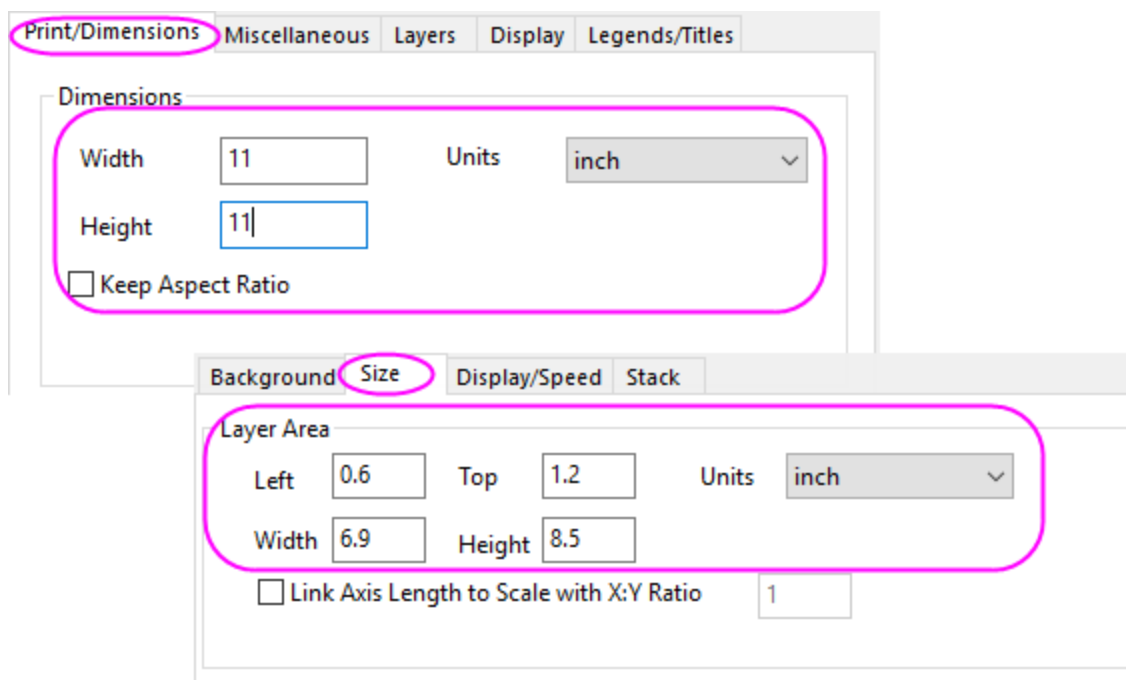 Print/Dimensions Miscellaneous Layers Display Legends/Titles
Dimensions
Width 11 Units inch
Height 11
Keep Aspect Ratio
Background Size Display/Speed Stack
Layer Area
Left 0.6 Top 1.2 Units inch
Width 6.9 Height 8.5
Link Axis Length to Scale with X:Y Ratio 1